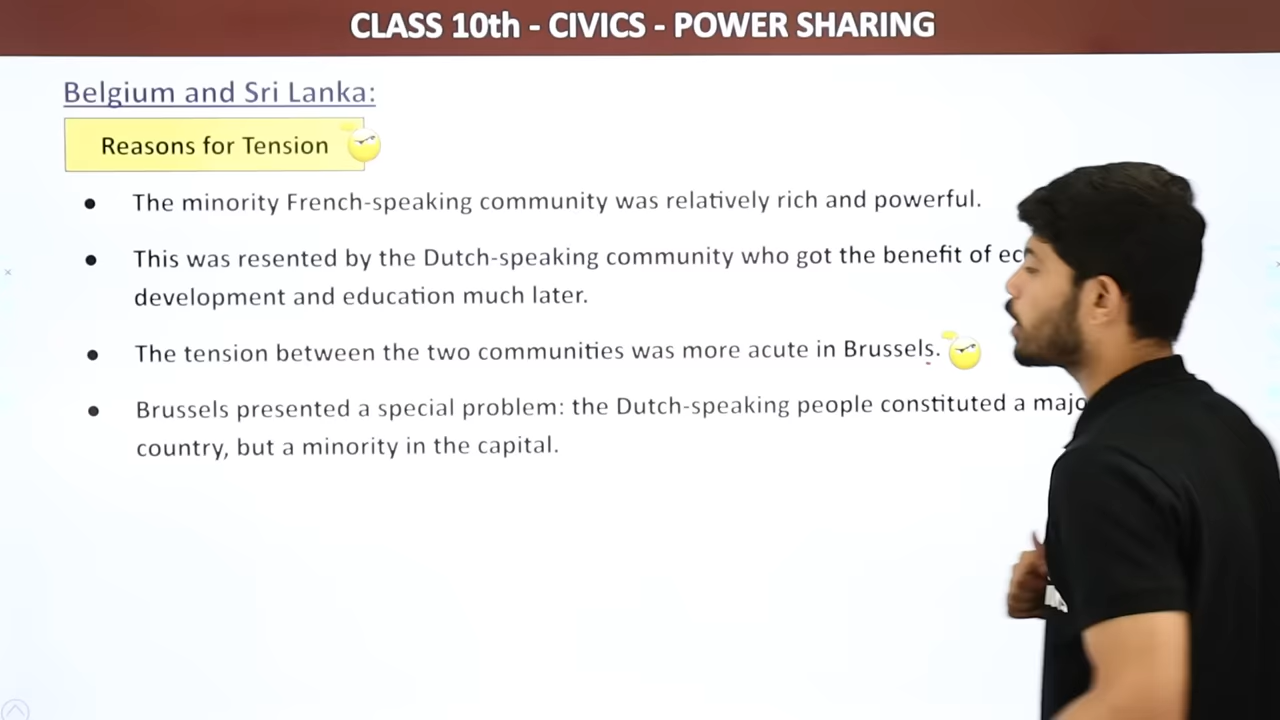 CLASS 10th - CIVICS - POWER SHARING
Belgium and Sri Lanka:
Reasons for Tension
● The minority French-speaking community was relatively rich and powerful.
● This was resented by the Dutch-speaking community who got the benefit of
development and education much later.
● The tension between the two communities was more acute in Brussels.
● Brussels presented a special problem: the Dutch-speaking people constituted a
country, but a minority in the capital.